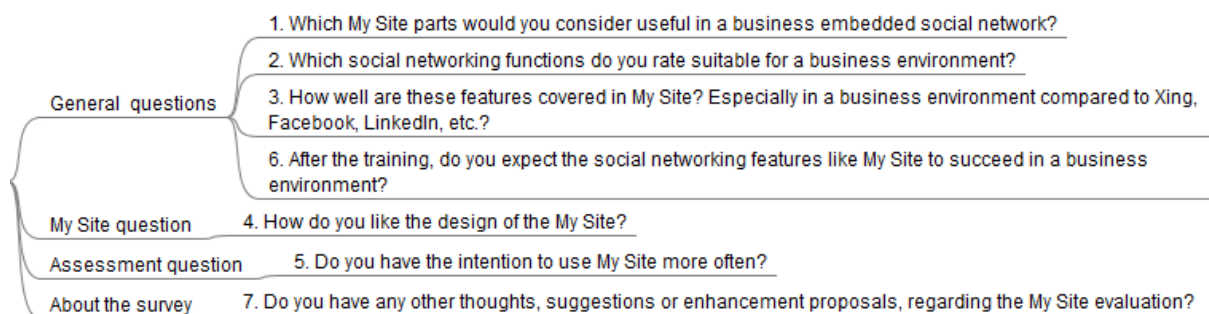 1. Which My Site parts would you consider useful in a business embedded social network?
2. Which social networking functions do you rate suitable for a business environment?
General questions
3. How well are these features covered in My Site? Especially in a business environment compared to Xing,
Facebook, LinkedIn, etc.?
6. After the training, do you expect the social networking features like My Site to succeed in a business
environment?
My Site question
4. How do you like the design of the My Site?
Assessment question
5. Do you have the intention to use My Site more often?
About the survey
7. Do you have any other thoughts, suggestions or enhancement proposals, regarding the My Site evaluation?